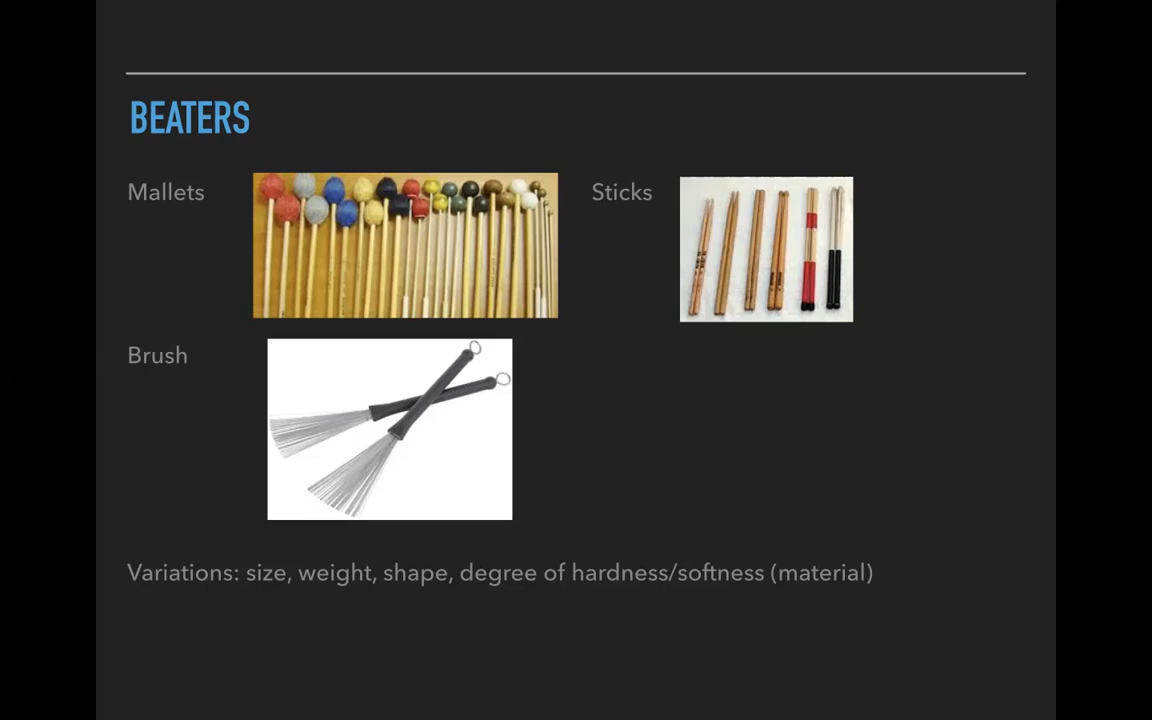 BEATERS
Mallets
Sticks
Brush
Variations: size, weight, shape, degree of hardness/softness (material)